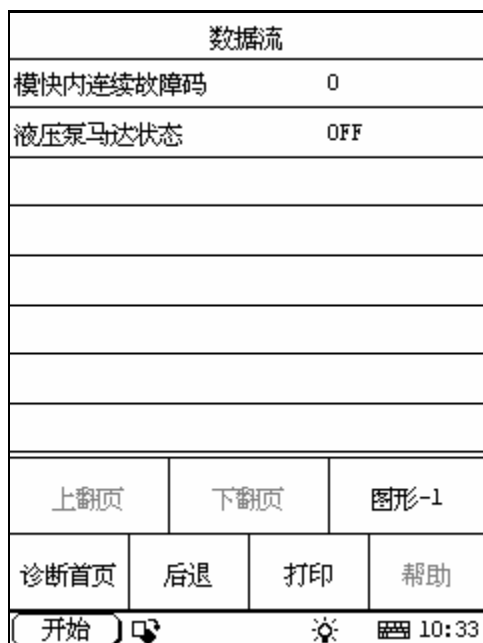 数据流
模快内连续故障码 0
液压泵马达状态 OFF
上翻页 下翻页 图形-1
诊断首页 后退 打印 帮助
开始 10:33